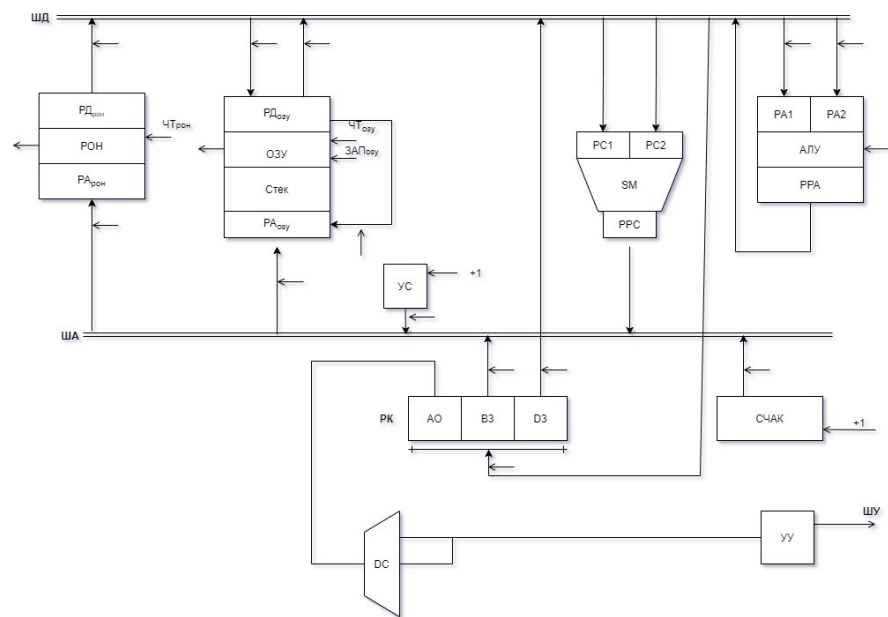 ШД
РДрон
ЧТрон
РОН
РАрон
РДозу
ЧТозу
ОЗУ
ЗАПозу
Стек
РАозу
РС1
РС2
SM
РРС
РА1
РА2
АЛУ
РРА
УС
+1
ША
РК
АО
ВЗ
DЗ
СЧАК
+1
DC
УУ
ШУ